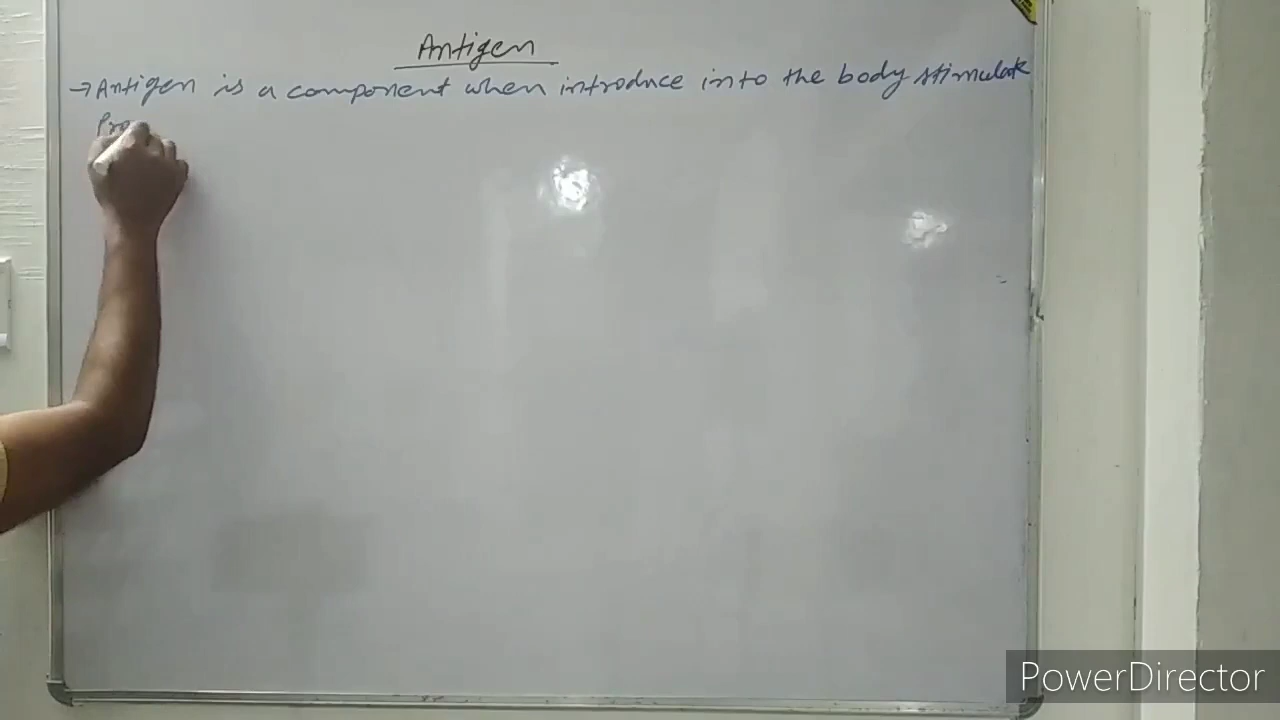 Antigen
→ Antigen is a component when introduce into the body stimulate
Pro
PowerDirector